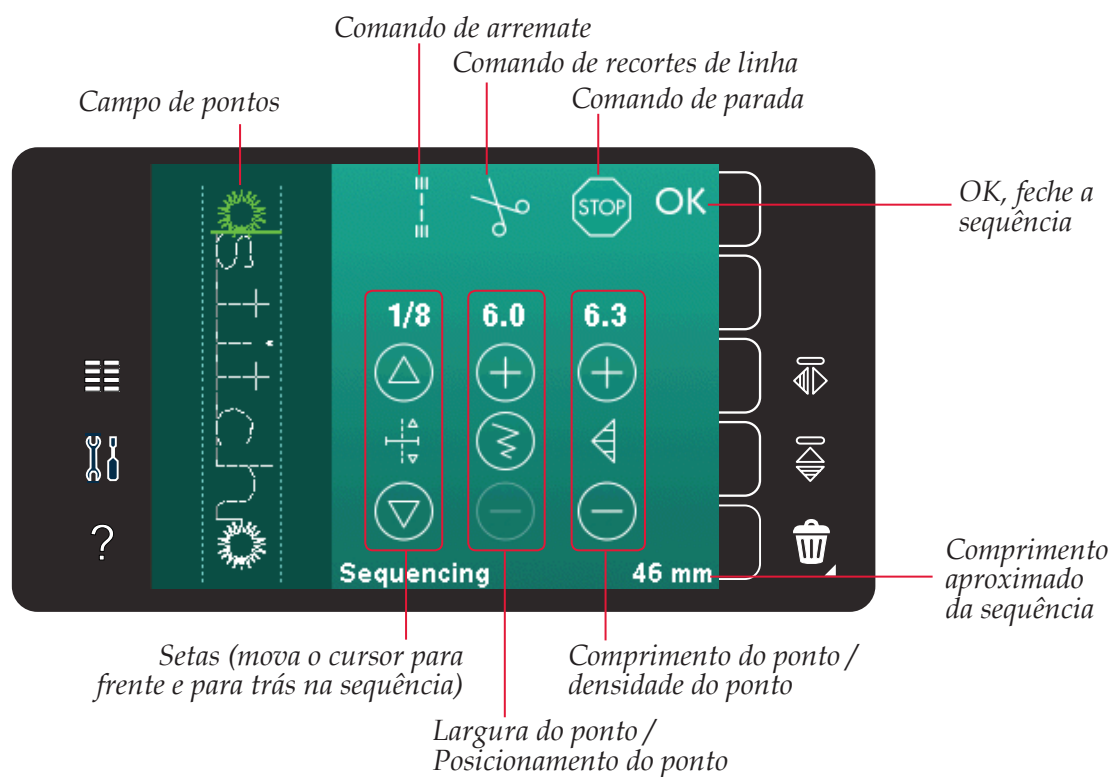 Comando de arremate
Comando de recortes de linha
Comando de parada
Campo de pontos
STOP
OK
OK, feche a
sequência
1/8
6.0
6.3
stitch
?
Sequencing
46 mm
Comprimento
aproximado
da sequência
Setas (mova o cursor para
frente e para trás na sequência)
Comprimento do ponto /
densidade do ponto
Largura do ponto /
Posicionamento do ponto